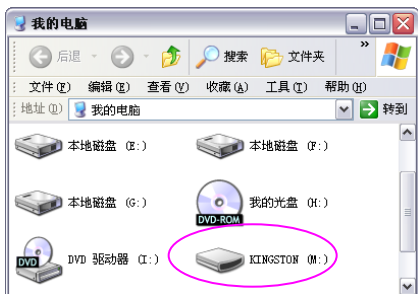 我的电脑
后退 搜索 文件夹 »
文件(F) 编辑(E) 查看(V) 收藏(A) 工具(T) 帮助(H)
地址(D) 我的电脑 转到
本地磁盘 (E:) 本地磁盘 (F:)
本地磁盘 (G:) 我的光盘 (H:)
DVD-ROM
DVD DVD 驱动器 (I:) KINGSTON (M:)